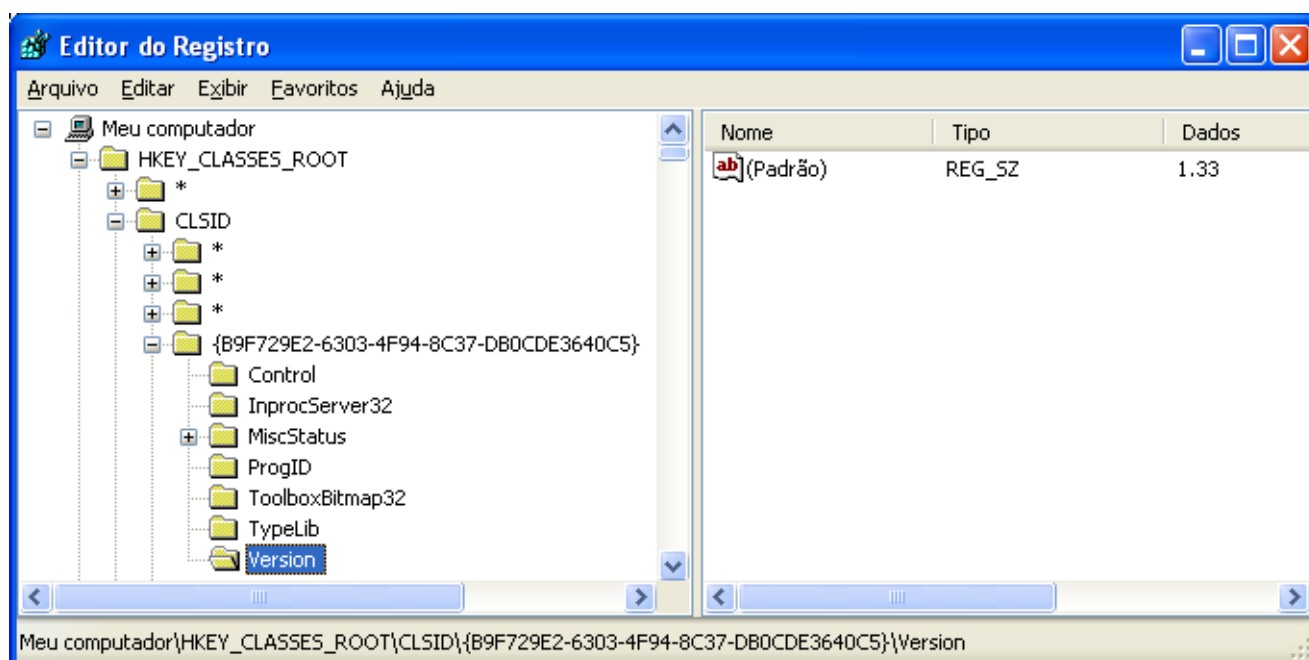 Editor do Registro
Arquivo Editar Exibir Favoritos Ajuda
Meu computador
HKEY_CLASSES_ROOT
*
CLSID
*
*
*
{B9F729E2-6303-4F94-8C37-DB0CDE3640C5}
Control
InprocServer32
MiscStatus
ProgID
ToolboxBitmap32
TypeLib
Version
Nome Tipo Dados
ab (Padrão) REG_SZ 1.33
Meu computador\HKEY_CLASSES_ROOT\CLSID\{B9F729E2-6303-4F94-8C37-DB0CDE3640C5}\Version